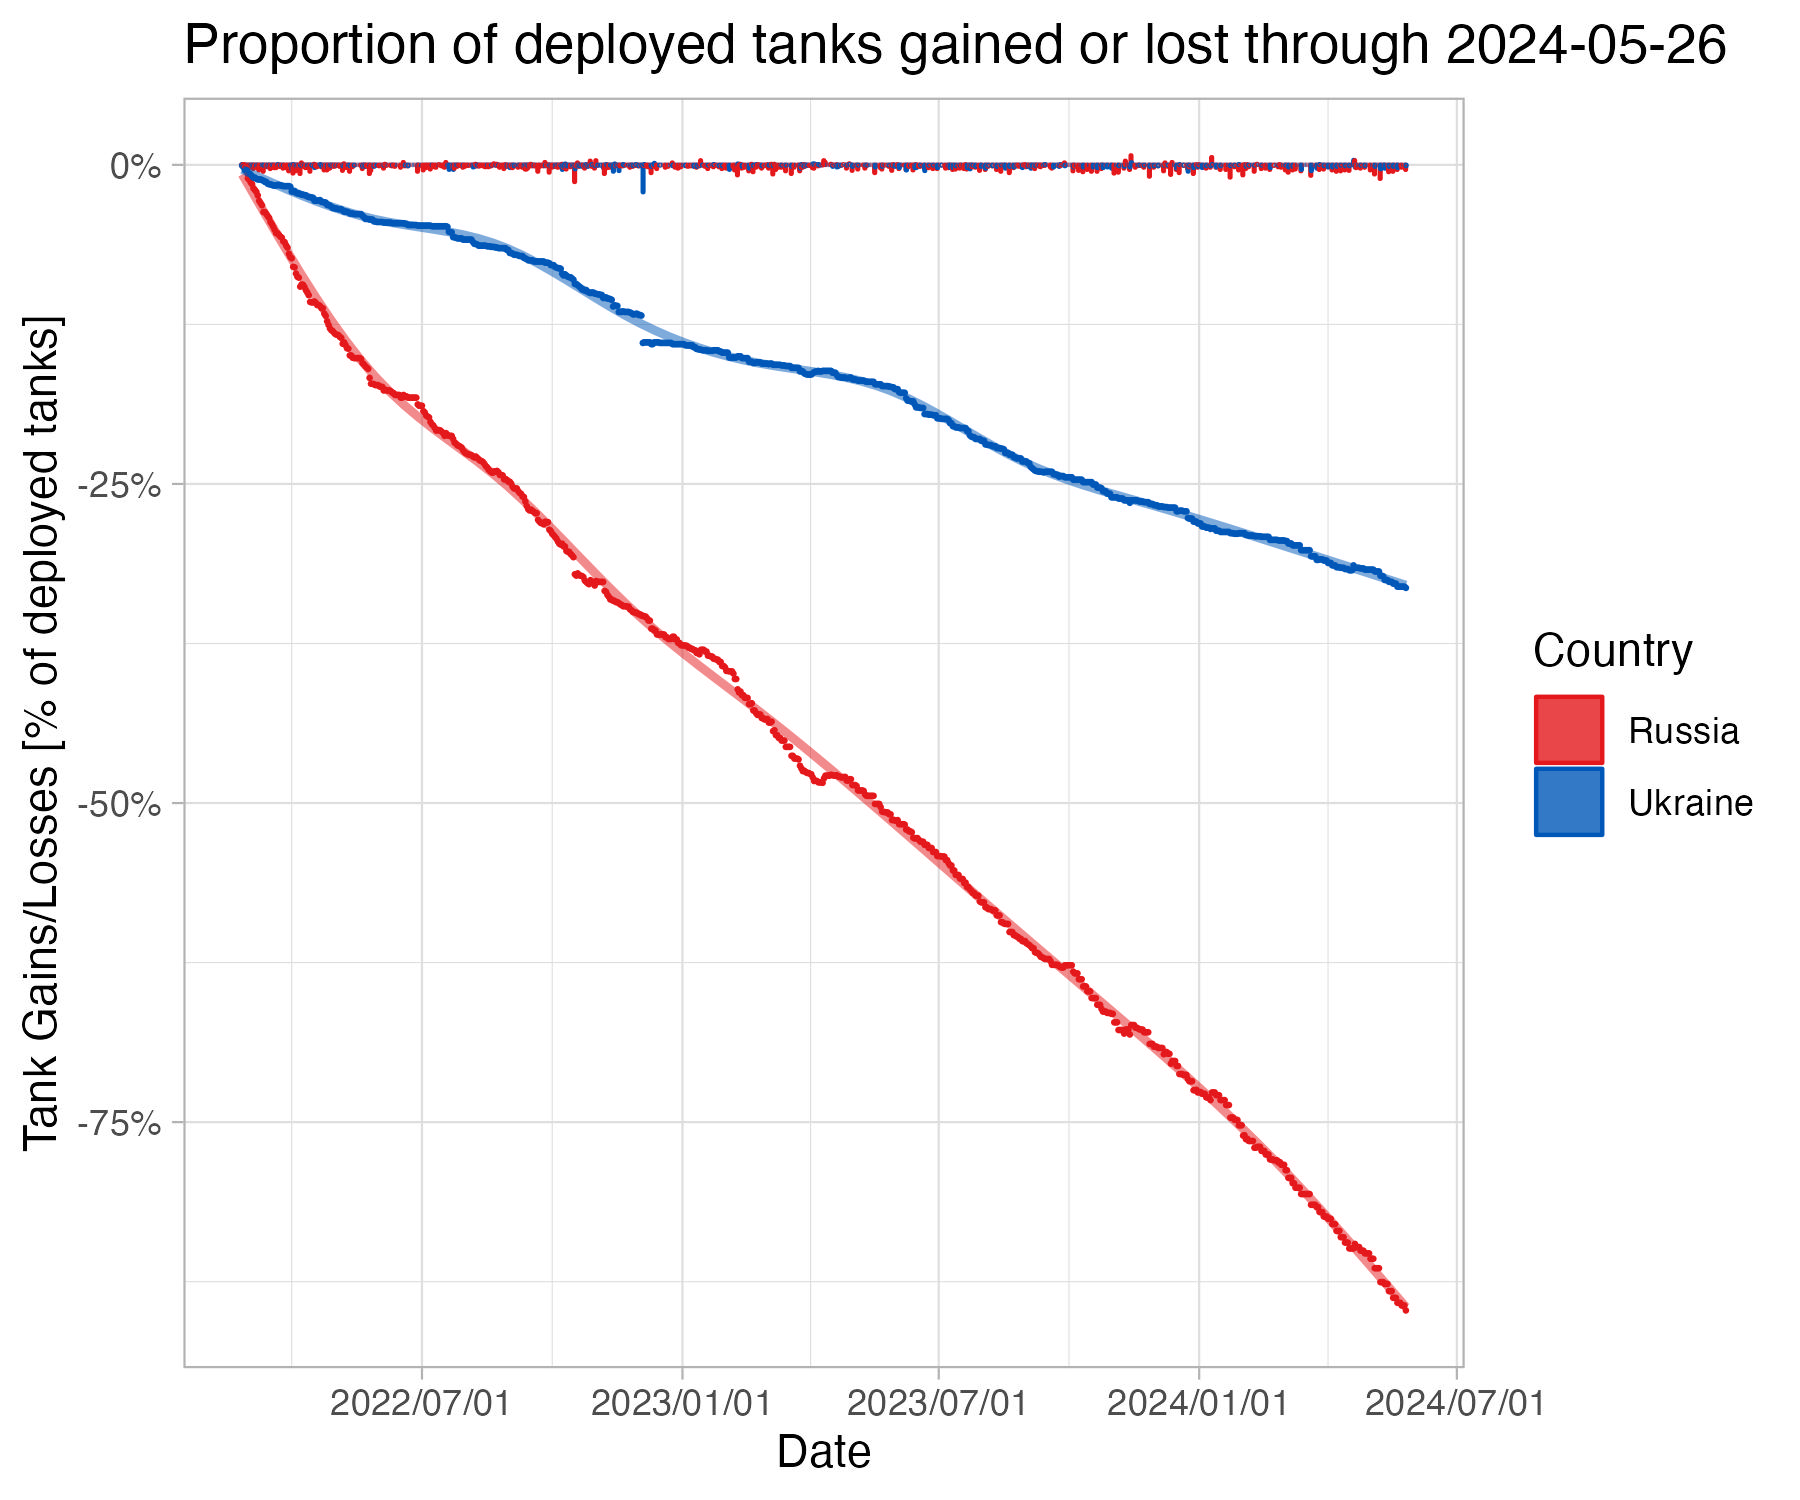 Proportion of deployed tanks gained or lost through 2024-05-26
Tank Gains/Losses [% of deployed tanks]
0%
-25%
-50%
-75%
2022/07/01
2023/01/01
2023/07/01
2024/01/01
2024/07/01
Date
Country
Russia
Ukraine